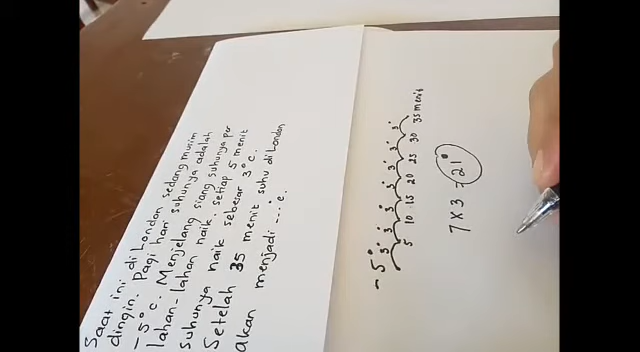 Saat ini di London sedang musim
dingin. Pagi hari suhunya adalah
-5°C. Menjelang siang suhunya per
lahan-lahan naik. setiap 5 menit
suhunya naik sebesar 3°C.
Setelah 35 menit suhu di London
akan menjadi ... e.
-5° 3° 3° 3° 3° 3° 3° 3°
5 10 15 20 25 30 35 menit
7 x 3 = 21°